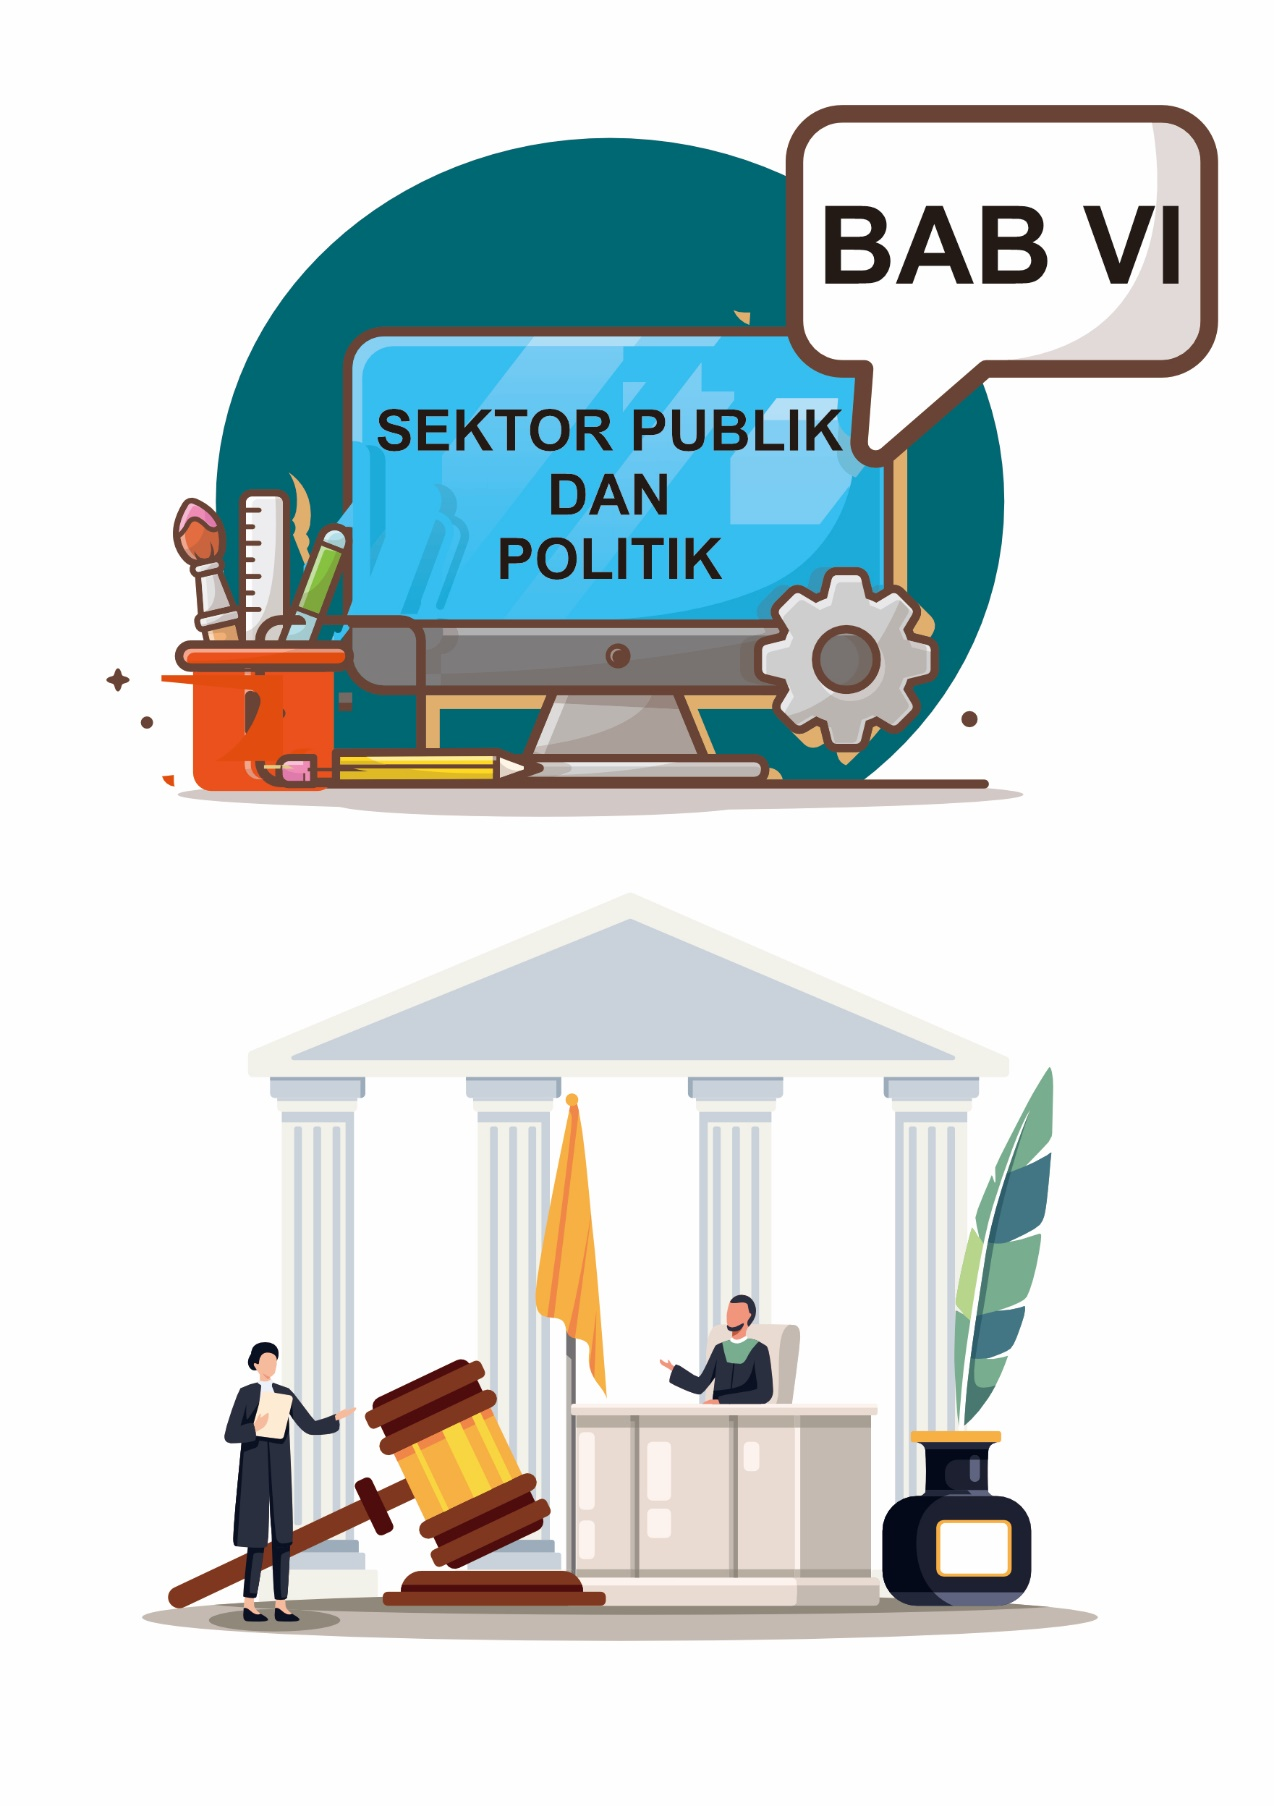 BAB VI
SEKTOR PUBLIK
DAN
POLITIK